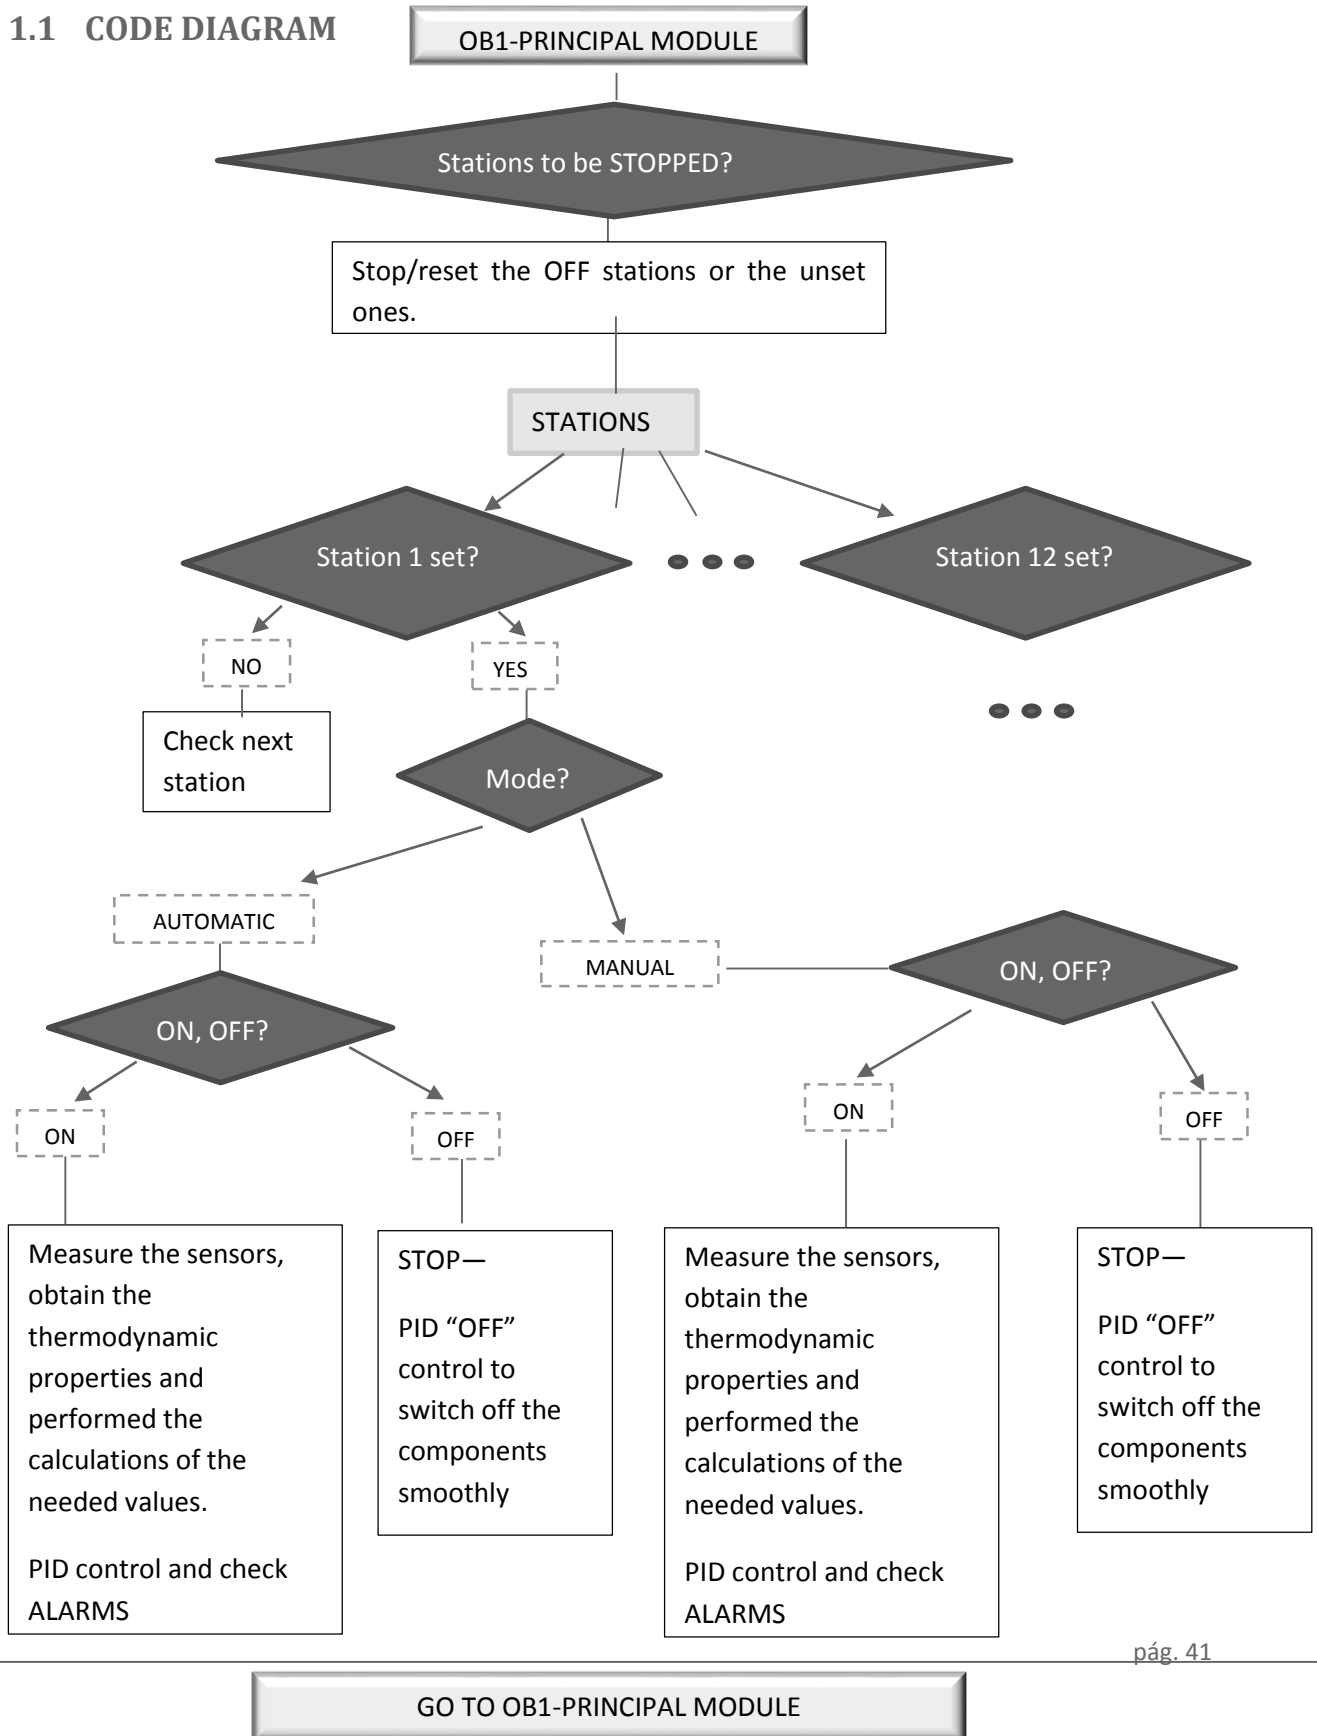 1.1 CODE DIAGRAM
OB1-PRINCIPAL MODULE
Stations to be STOPPED?
Stop/reset the OFF stations or the unset
ones.
STATIONS
Station 1 set?
Station 12 set?
NO
YES
Check next
station
Mode?
AUTOMATIC
MANUAL
ON, OFF?
ON, OFF?
ON
OFF
ON
OFF
Measure the sensors,
obtain the
thermodynamic
properties and
performed the
calculations of the
needed values.
PID control and check
ALARMS
STOP—
PID “OFF”
control to
switch off the
components
smoothly
Measure the sensors,
obtain the
thermodynamic
properties and
performed the
calculations of the
needed values.
PID control and check
ALARMS
STOP—
PID “OFF”
control to
switch off the
components
smoothly
pág. 41
GO TO OB1-PRINCIPAL MODULE